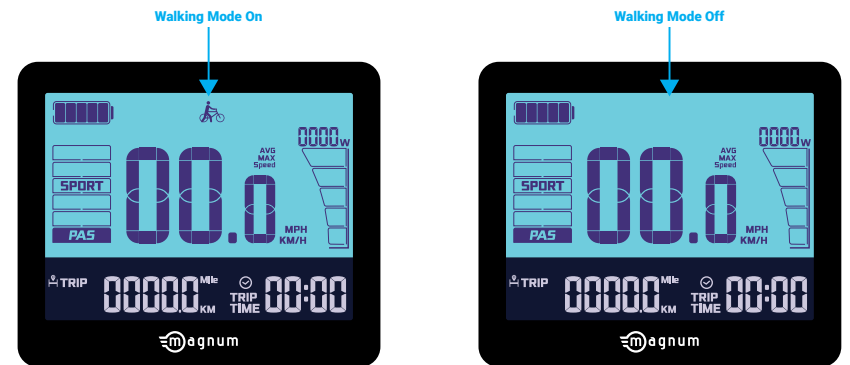 Walking Mode On
0000W
AVG
MAX
Speed
SPORT
00.0
PAS
MPH
KM/H
TRIP
00000.0
Mile
KM
TRIP
TIME
00:00
magnum
Walking Mode Off
0000W
AVG
MAX
Speed
SPORT
00.0
PAS
MPH
KM/H
TRIP
00000.0
Mile
KM
TRIP
TIME
00:00
magnum